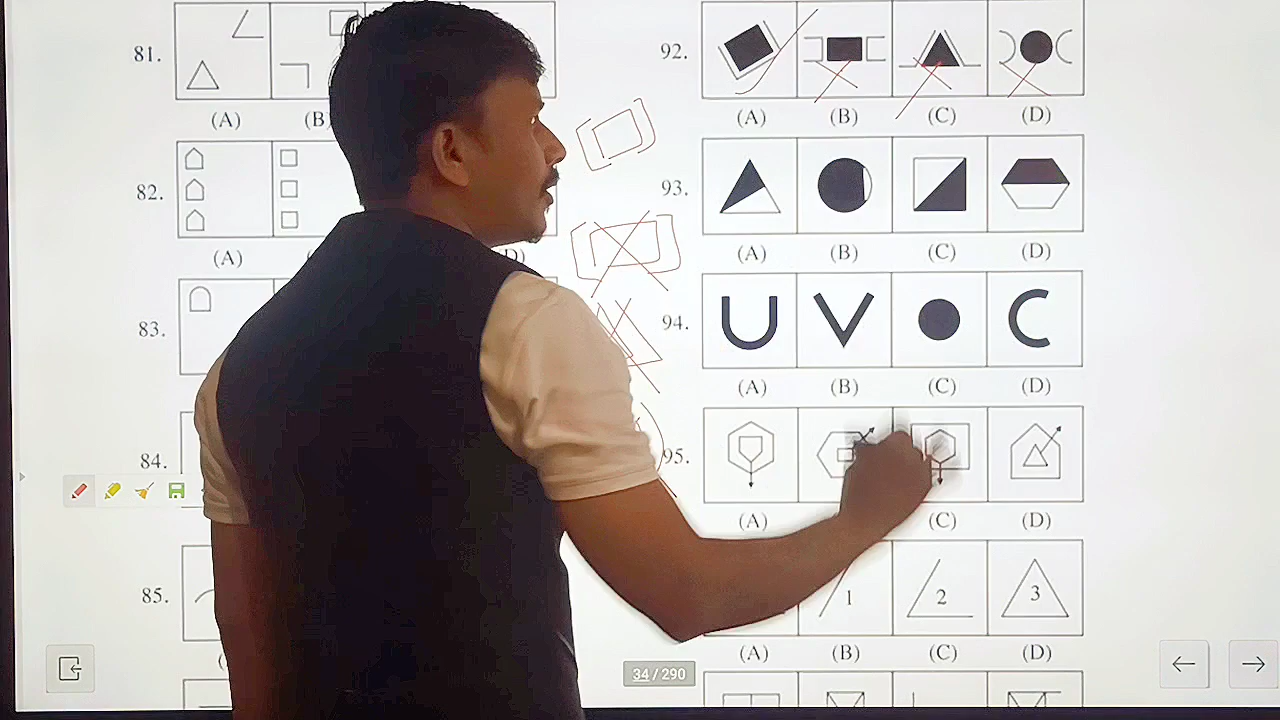 81.
(A) (B)
82.
(A) (D)
83.
84.
85.
92.
(A) (B) (C) (D)
93.
(A) (B) (C) (D)
94.
(A) (B) (C) (D)
95.
(A) (C) (D)
1 2 3
(A) (B) (C) (D)
34 / 290